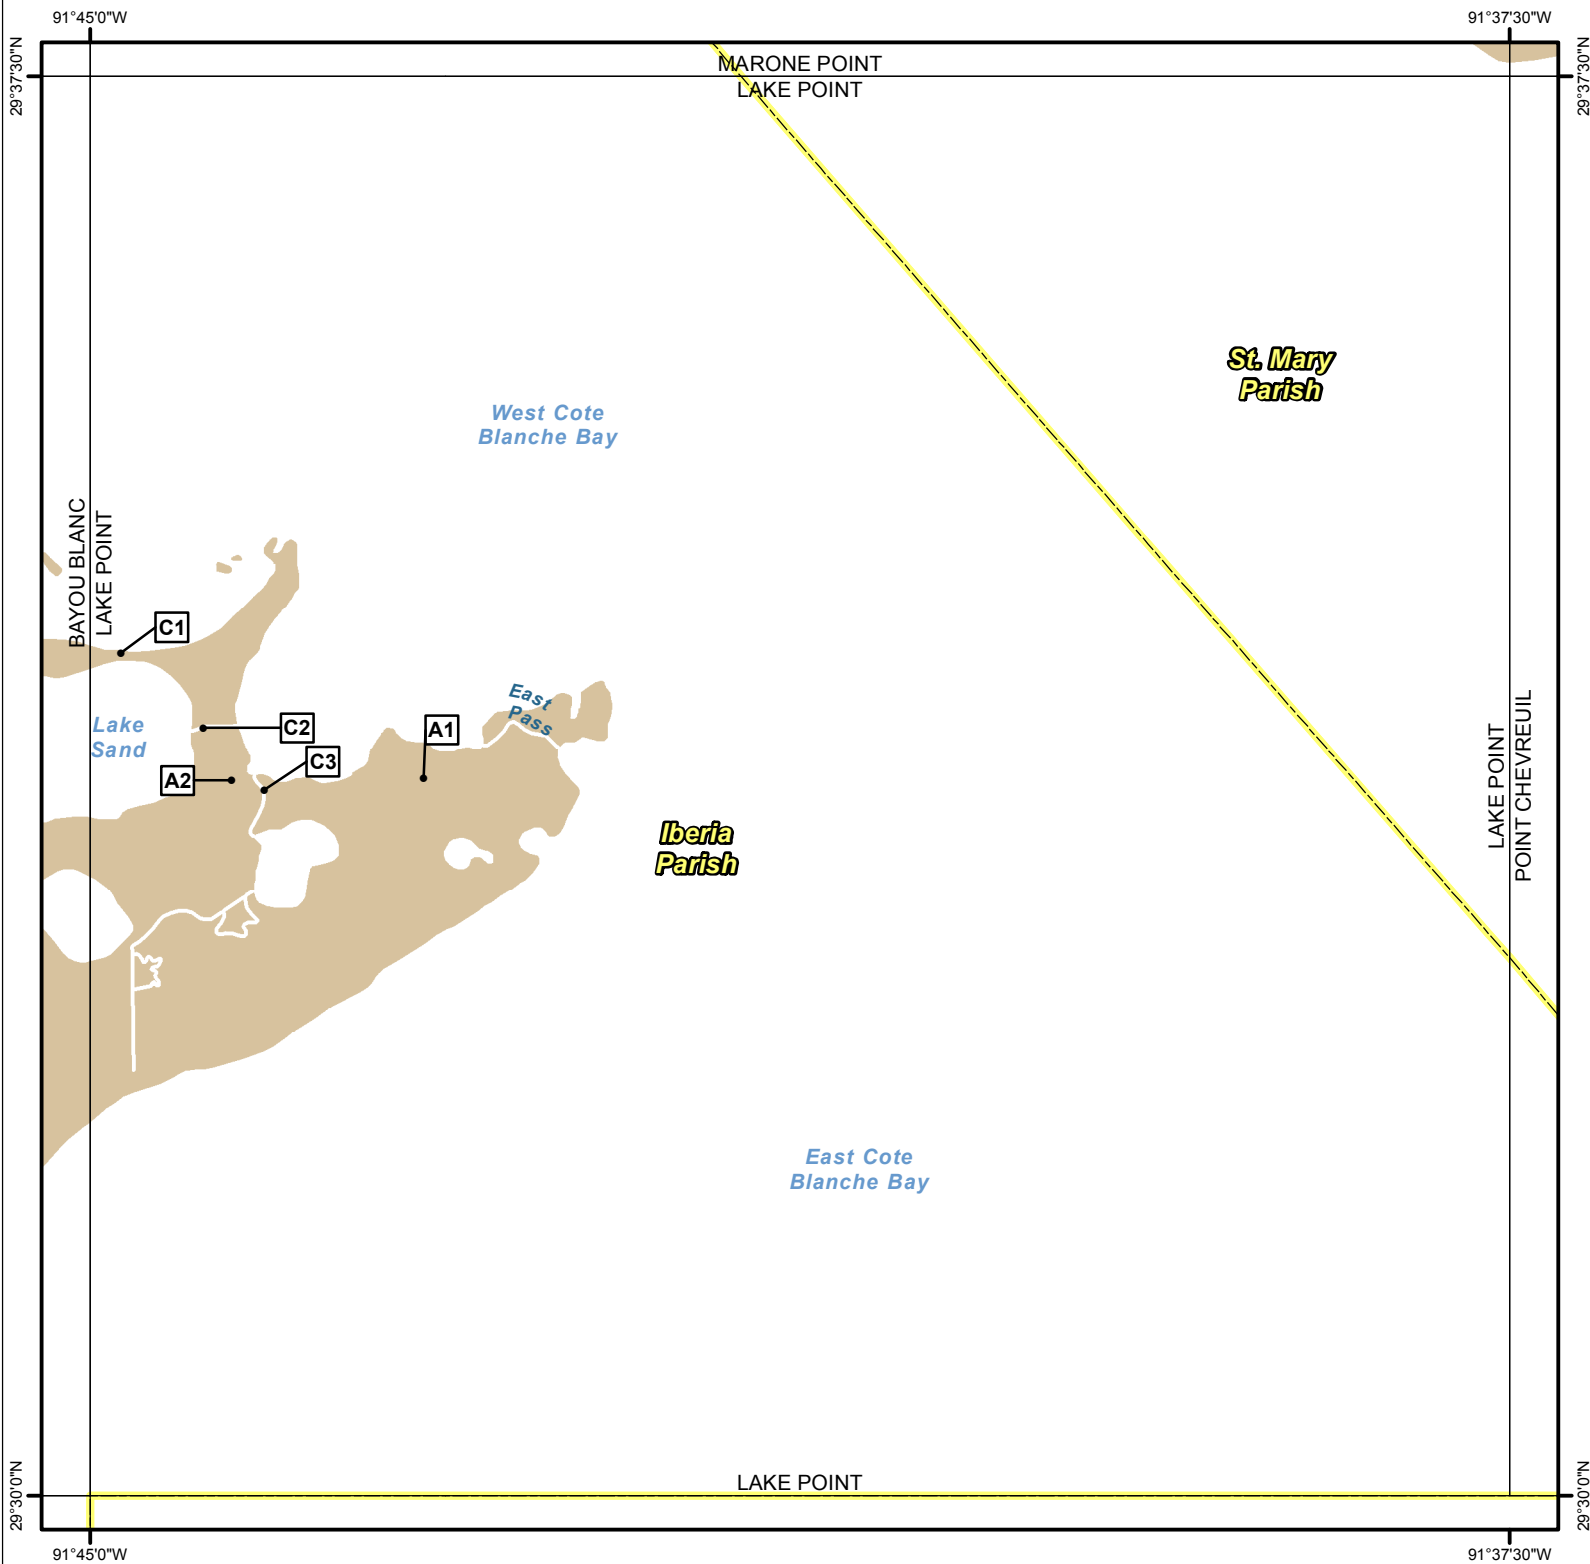 91°45'0"W
91°37'30"W
29°37'30"N
29°37'30"N
MARONE POINT
LAKE POINT
St. Mary
Parish
West Cote
Blanche Bay
BAYOU BLANC
LAKE POINT
C1
East
Pass
Lake
Sand
C2
A1
C3
A2
Iberia
Parish
LAKE POINT
POINT CHEVREUIL
East Cote
Blanche Bay
LAKE POINT
29°30'0"N
29°30'0"N
91°45'0"W
91°37'30"W